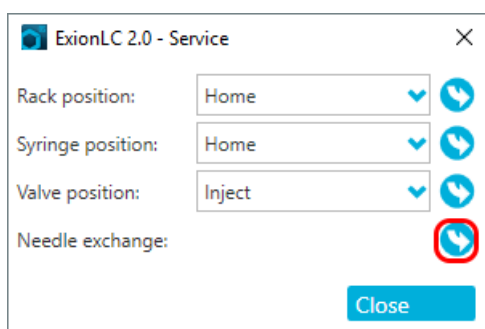 ExionLC 2.0 - Service
Rack position: Home
Syringe position: Home
Valve position: Inject
Needle exchange:
Close